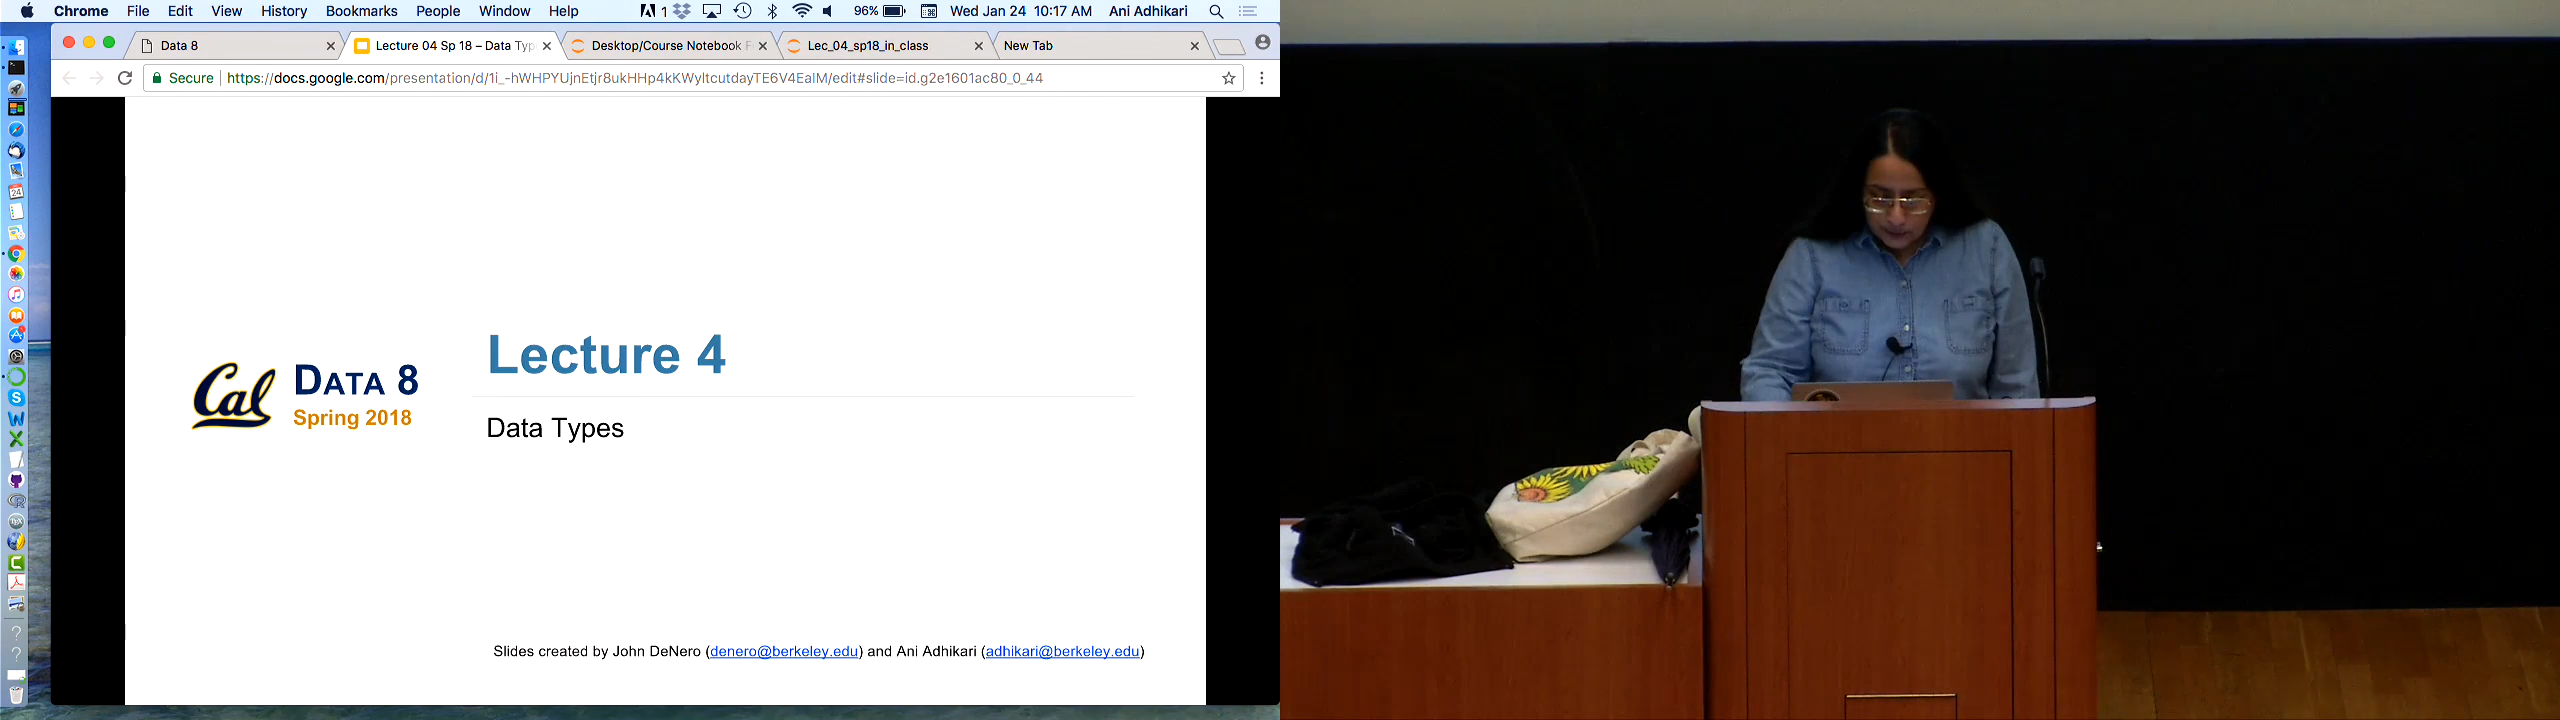 Chrome File Edit View History Bookmarks People Window Help 1 96% Wed Jan 24 10:17 AM Ani Adhikari
Data 8 Lecture 04 Sp 18 – Data Typ Desktop/Course Notebook F Lec_04_sp18_in_class New Tab
Secure https://docs.google.com/presentation/d/1i_-hWHPYUjnEtjr8ukHHp4kKWyltcutdayTE6V4EaIM/edit#slide=id.g2e1601ac80_0_44
Lecture 4
Cal DATA 8
Spring 2018
Data Types
Slides created by John DeNero (denero@berkeley.edu) and Ani Adhikari (adhikari@berkeley.edu)